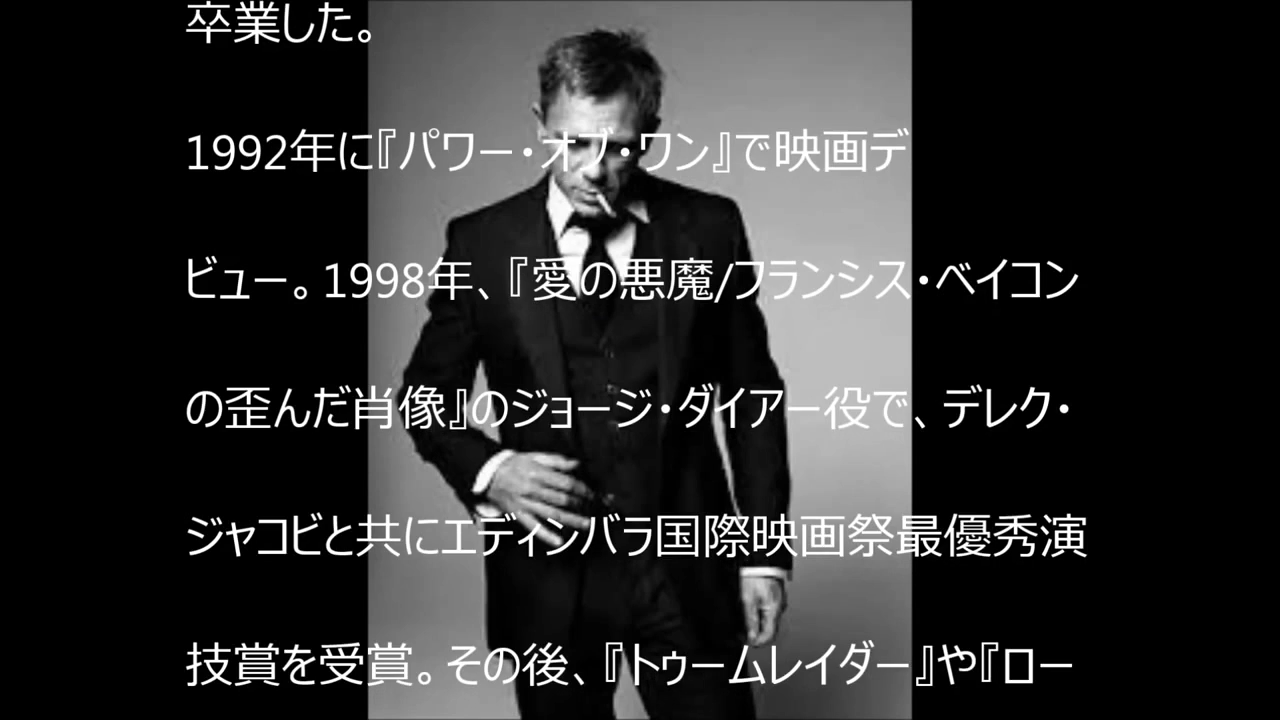 卒業した。
1992年に『パワー・オブ・ワン』で映画デ
ビュー。1998年、『愛の悪魔/フランシス・ベイコン
の歪んだ肖像』のジョージ・ダイアー役で、デレク・
ジャコビと共にエディンバラ国際映画祭最優秀演
技賞を受賞。その後、『トゥームレイダー』や『ロー